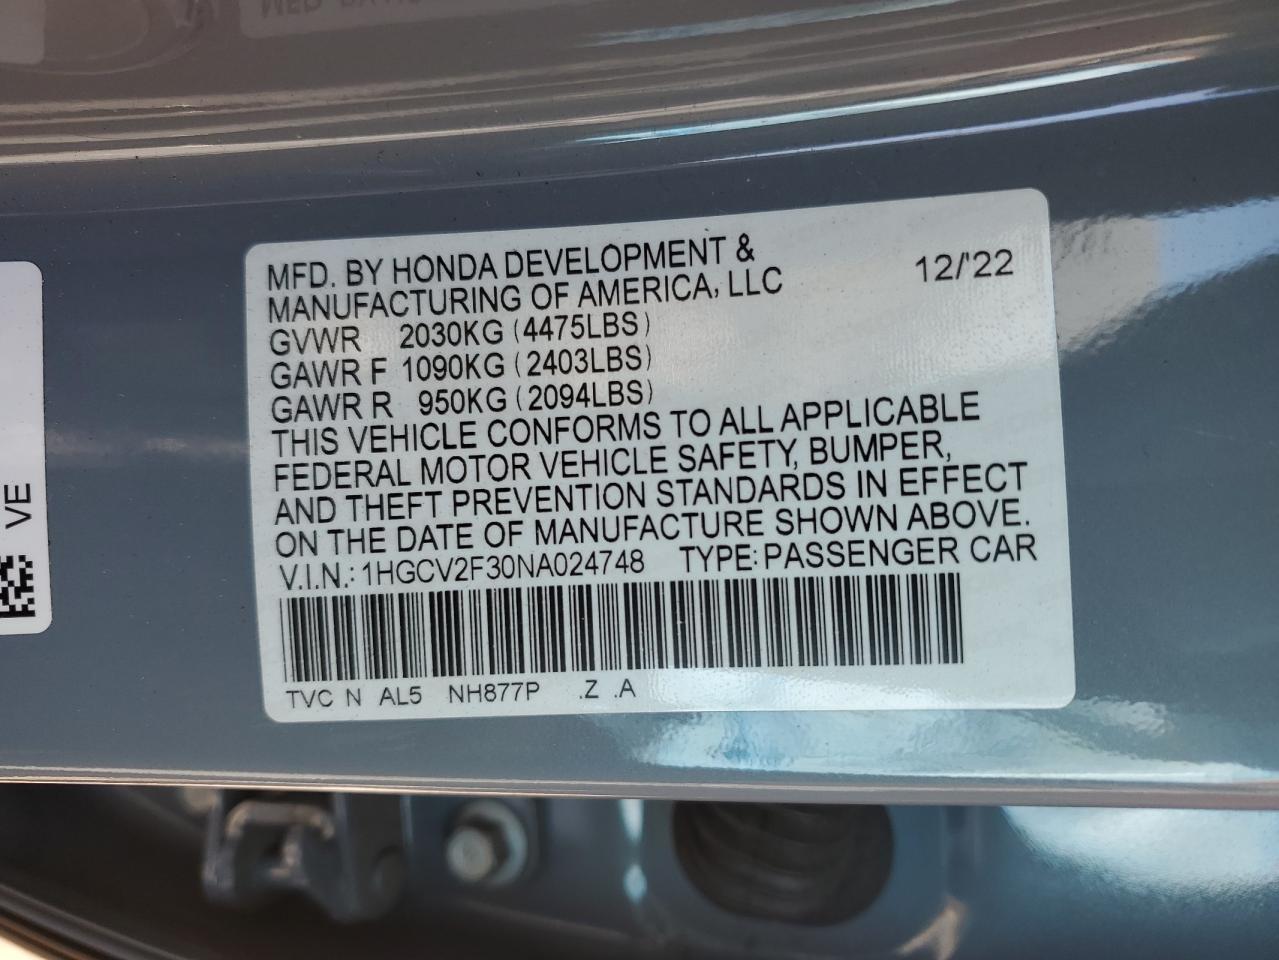 MFD. BY HONDA DEVELOPMENT &
MANUFACTURING OF AMERICA, LLC
12/'22
GVWR 2030KG (4475LBS)
GAWR F 1090KG (2403LBS)
GAWR R 950KG (2094LBS)
THIS VEHICLE CONFORMS TO ALL APPLICABLE
FEDERAL MOTOR VEHICLE SAFETY, BUMPER,
AND THEFT PREVENTION STANDARDS IN EFFECT
ON THE DATE OF MANUFACTURE SHOWN ABOVE.
V.I.N.: 1HGCV2F30NA024748 TYPE: PASSENGER CAR
TVC N AL5 NH877P .Z .A
VE